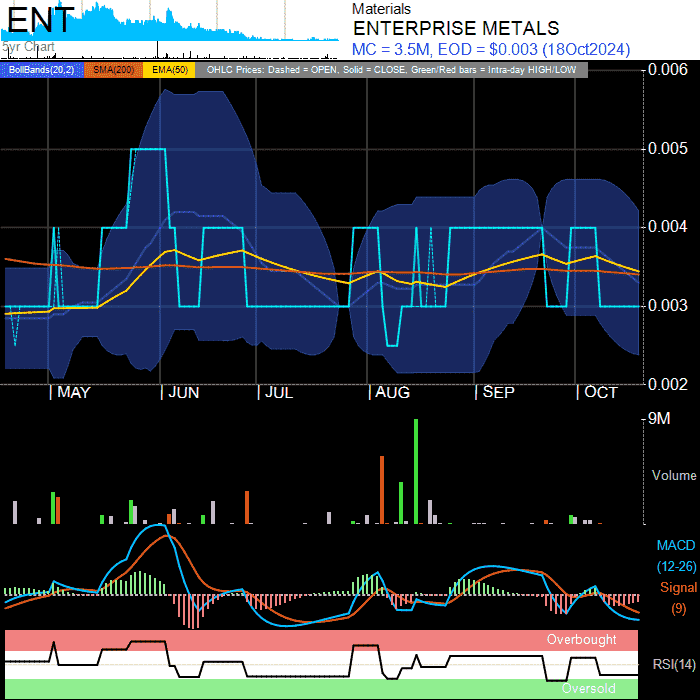 ENT
5yr Chart
Materials
ENTERPRISE METALS
MC = 3.5M, EOD = $0.003 (18Oct2024)
BollBands(20,2) SMA(200) EMA(50) OHLC Prices: Dashed = OPEN, Solid = CLOSE, Green/Red bars = Intra-day HIGH/LOW
0.006
0.005
0.004
0.003
0.002
MAY JUN JUL AUG SEP OCT
9M
Volume
MACD
(12-26)
Signal
(9)
Overbought
RSI(14)
Oversold